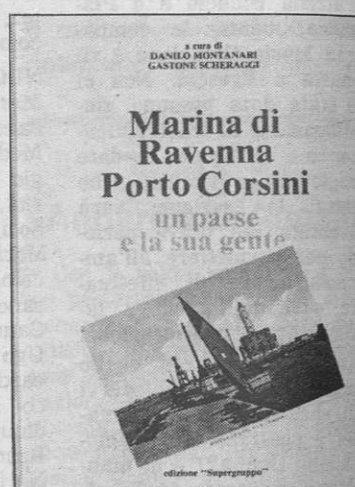 a cura di
DANILO MONTANARI
GASTONE SCHERAGGI
Marina di
Ravenna
Porto Corsini
un paese
e la sua gente
edizione "Supergruppo"